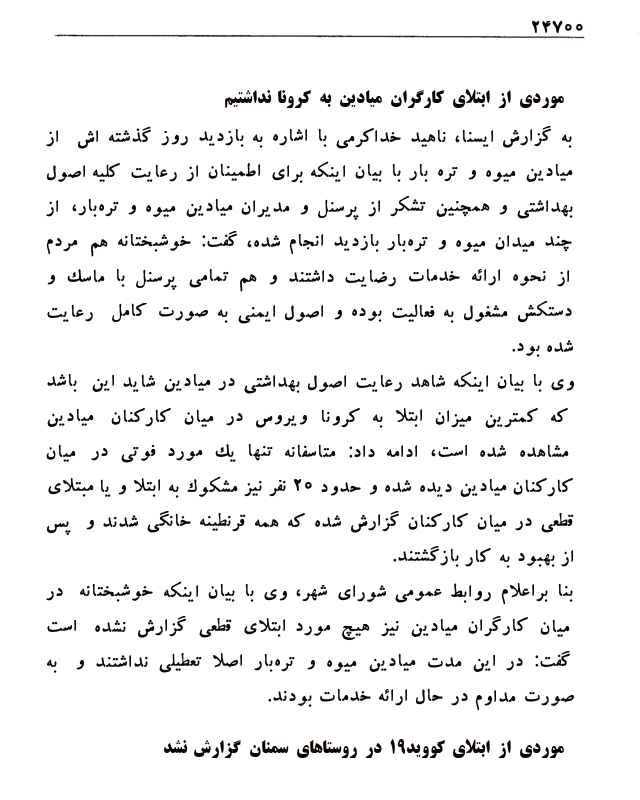 ۲۴۷۰۰
موردی از ابتلای کارگران میادین به کرونا نداشتیم
به گزارش ایسنا، ناهید خداکرمی با اشاره به بازدید روز گذشته اش از
میادین میوه و تره بار با بیان اینکه برای اطمینان از رعایت کلیه اصول
بهداشتی و همچنین تشکر از پرسنل و مدیران میادین میوه و تره‌بار، از
چند میدان میوه و تره‌بار بازدید انجام شده، گفت: خوشبختانه هم مردم
از نحوه ارائه خدمات رضایت داشتند و هم تمامی پرسنل با ماسك و
دستکش مشغول به فعالیت بوده و اصول ایمنی به صورت کامل رعایت
شده بود.
وی با بیان اینکه شاهد رعایت اصول بهداشتی در میادین شاید این باشد
که کمترین میزان ابتلا به کرونا ویروس در میان کارکنان میادین
مشاهده شده است، ادامه داد: متاسفانه تنها یك مورد فوتی در میان
کارکنان میادین دیده شده و حدود ۲۵ نفر نیز مشکوك به ابتلا و یا مبتلای
قطعی در میان کارکنان گزارش شده که همه قرنطینه خانگی شدند و پس
از بهبود به کار بازگشتند.
بنا براعلام روابط عمومی شورای شهر، وی با بیان اینکه خوشبختانه در
میان کارگران میادین نیز هیچ مورد ابتلای قطعی گزارش نشده است
گفت: در این مدت میادین میوه و تره‌بار اصلا تعطیلی نداشتند و به
صورت مداوم در حال ارائه خدمات بودند.
موردی از ابتلای کووید۱۹ در روستاهای سمنان گزارش نشد